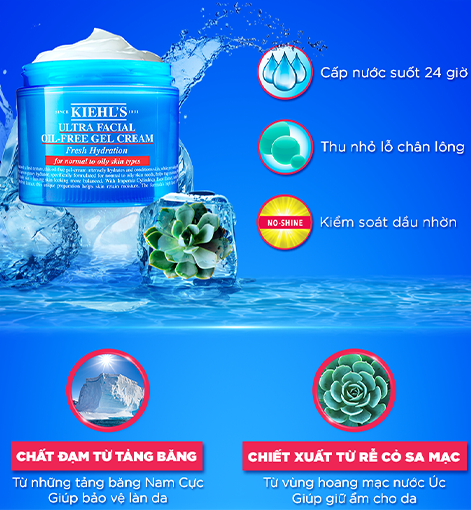 SINCE KIEHL'S 1851
ULTRA FACIAL
OIL-FREE GEL CREAM
Fresh Hydration
for normal to oily skin types
Cấp nước suốt 24 giờ
Thu nhỏ lỗ chân lông
NO-SHINE
Kiểm soát dầu nhờn
CHẤT ĐẠM TỪ TẢNG BĂNG
Từ những tảng băng Nam Cực
Giúp bảo vệ làn da
CHIẾT XUẤT TỪ RỄ CỎ SA MẠC
Từ vùng hoang mạc nước Úc
Giúp giữ ẩm cho da